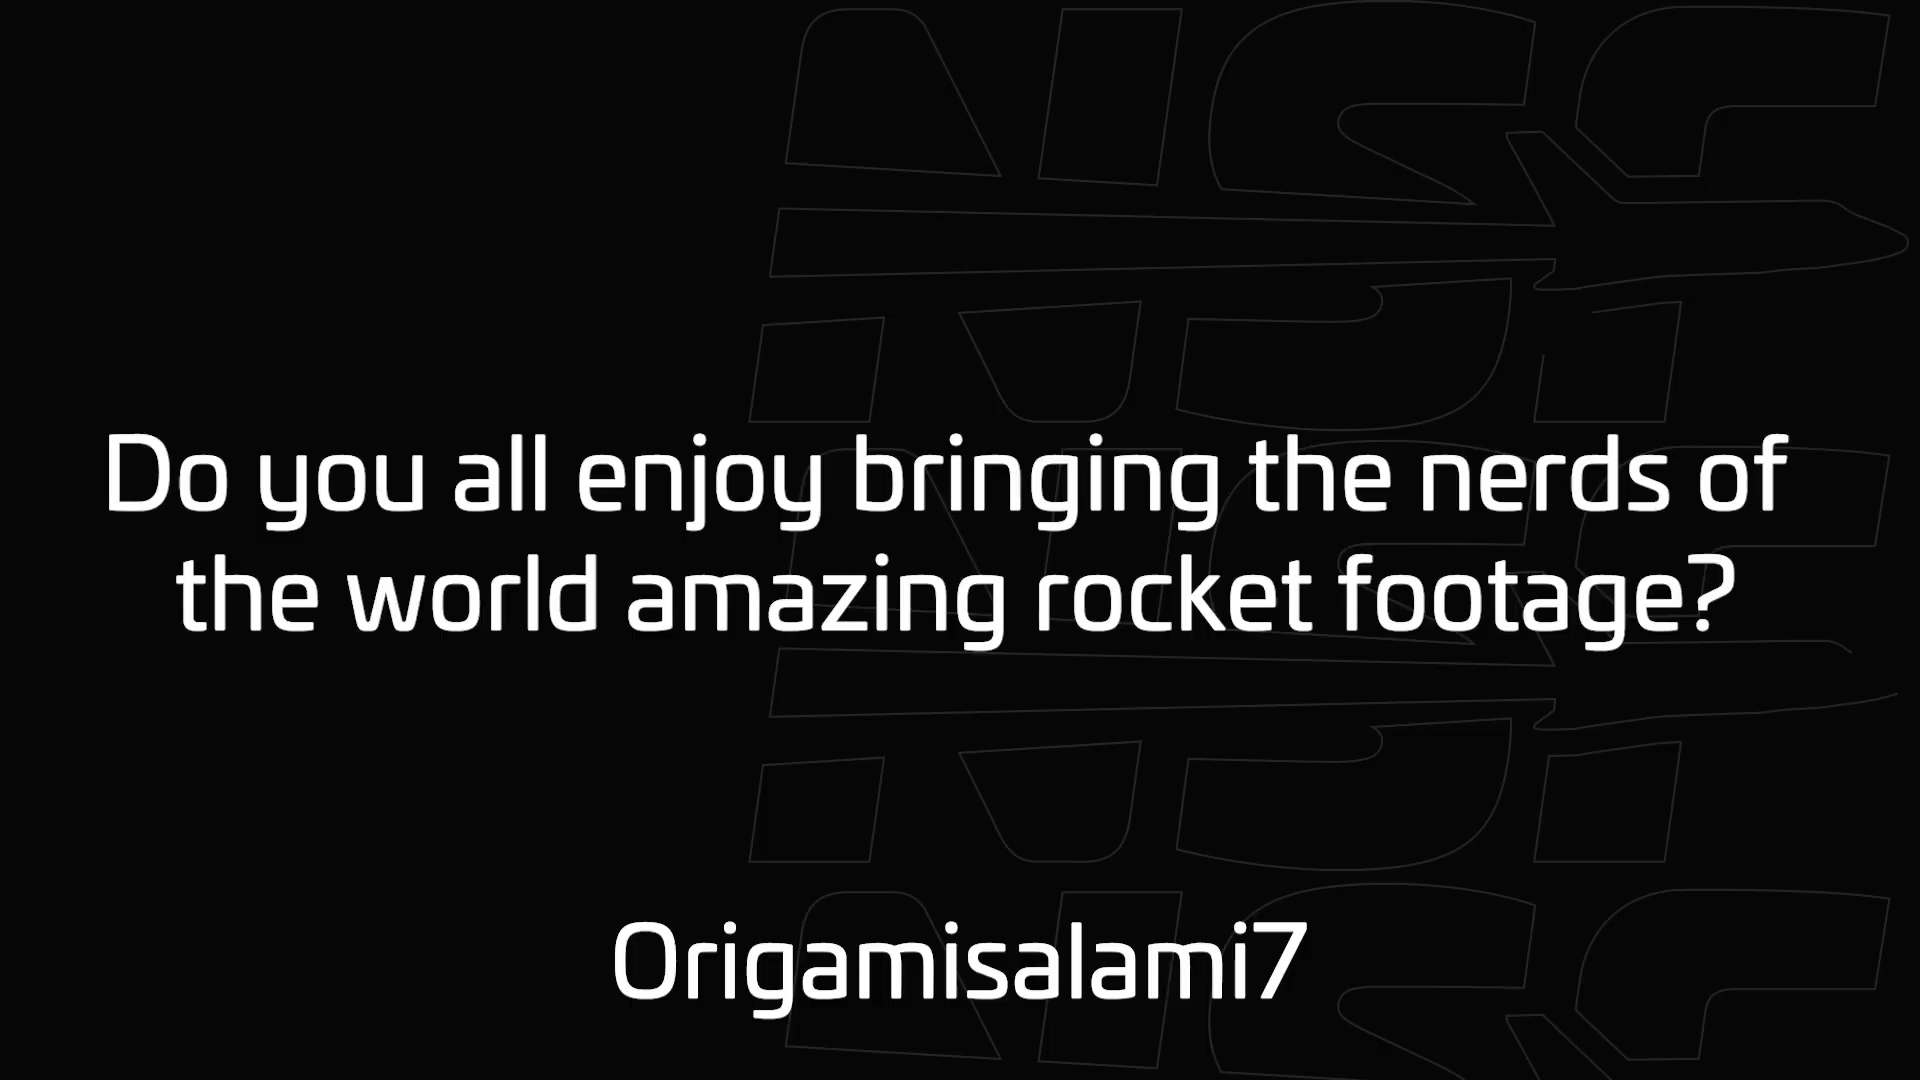 Do you all enjoy bringing the nerds of
the world amazing rocket footage?
Origamisalami7